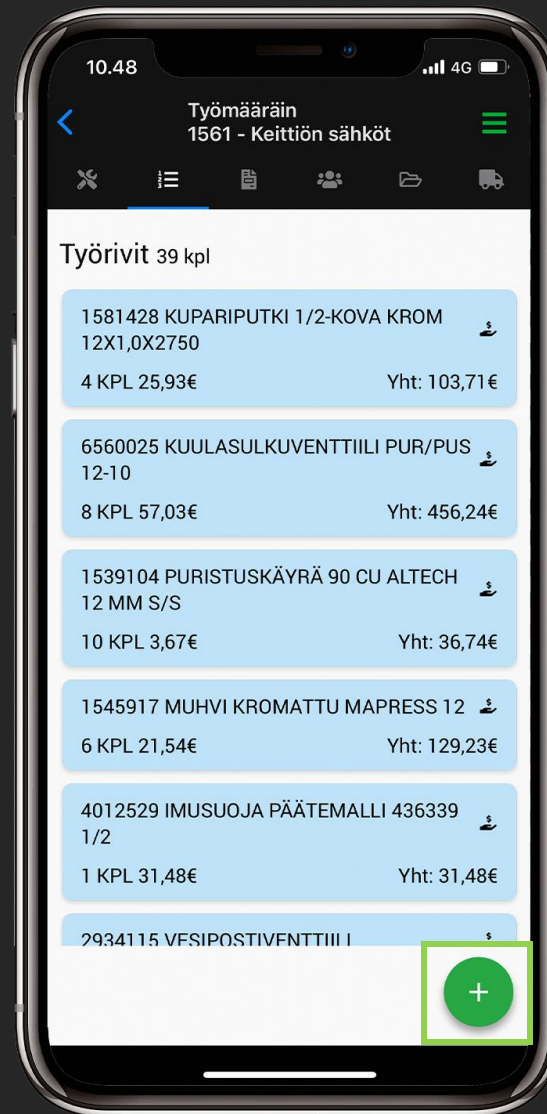 10.48
4G
Työmääräin
1561 - Keittiön sähköt
Työrivit 39 kpl
1581428 KUPARIPUTKI 1/2-KOVA KROM
12X1,0X2750
4 KPL 25,93€ Yht: 103,71€
6560025 KUULASULKUVENTTIILI PUR/PUS
12-10
8 KPL 57,03€ Yht: 456,24€
1539104 PURISTUSKÄYRÄ 90 CU ALTECH
12 MM S/S
10 KPL 3,67€ Yht: 36,74€
1545917 MUHVI KROMATTU MAPRESS 12
6 KPL 21,54€ Yht: 129,23€
4012529 IMUSUOJA PÄÄTEMALLI 436339
1/2
1 KPL 31,48€ Yht: 31,48€
2934115 VESIPOSTIVENTTIILI
+